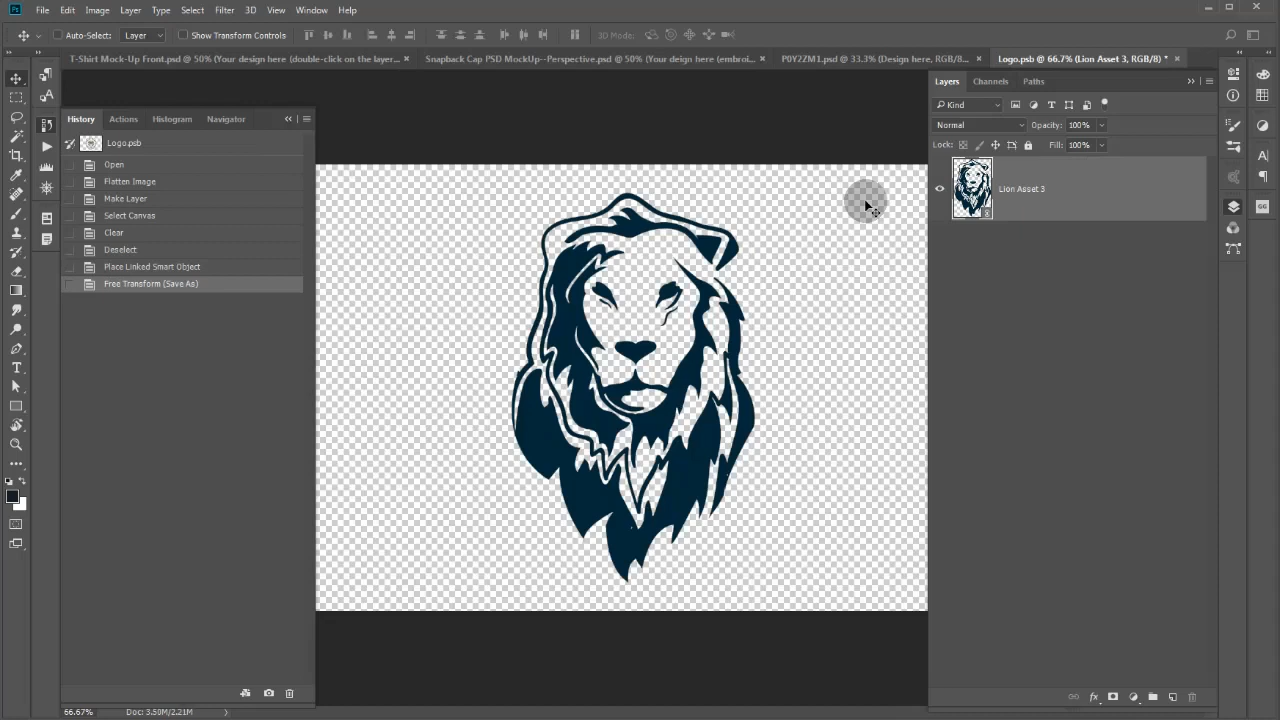 Ps File Edit Image Layer Type Select Filter 3D View Window Help
Auto-Select: Layer Show Transform Controls 3D Mode:
T-Shirt Mock-Up Front.psd @ 50% (Your design here (double-click on the layer... × Snapback Cap PSD MockUp--Perspective.psd @ 50% (Your deign here (embroi... × P0YZZM1.psd @ 33.3% (Design here, RGB/8... × Logo.psb @ 66.7% (Lion Asset 3, RGB/8) * ×
History Actions Histogram Navigator
Logo.psb
Open
Flatten Image
Make Layer
Select Canvas
Clear
Deselect
Place Linked Smart Object
Free Transform (Save As)
Layers Channels Paths
Kind
Normal Opacity: 100%
Lock: Fill: 100%
Lion Asset 3
fx
66.67% Doc: 3.50M/2.21M